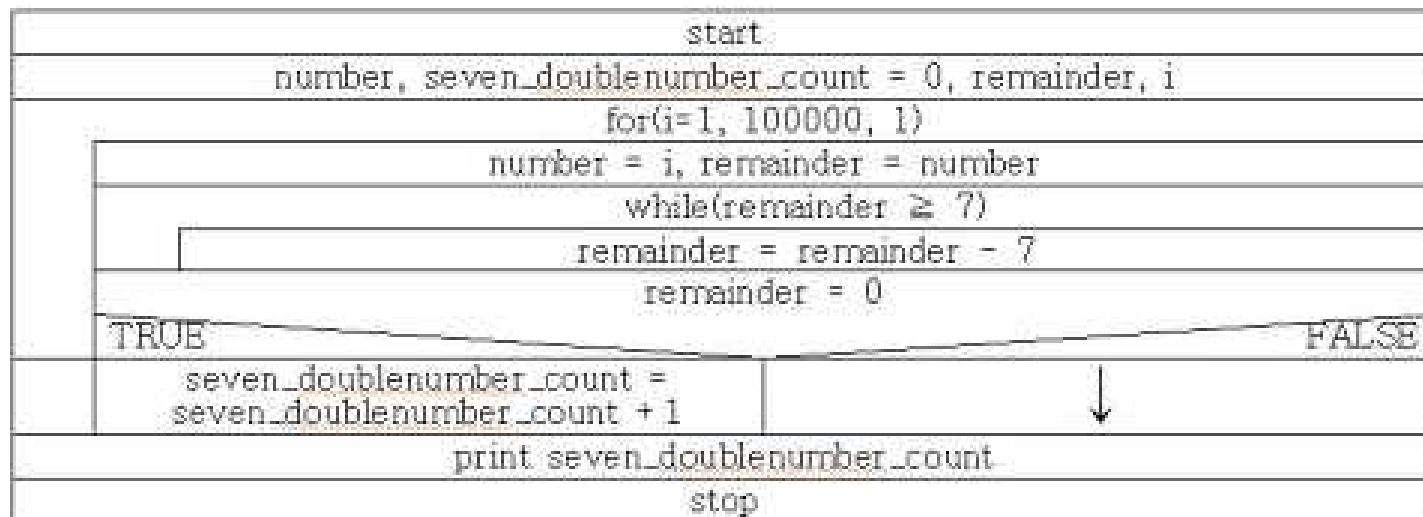 start
number, seven_doublenumber_count = 0, remainder, i
for(i=1, 100000, 1)
number = i, remainder = number
while(remainder ≧ 7)
remainder = remainder - 7
remainder = 0
TRUE
FALSE
seven_doublenumber_count =
seven_doublenumber_count + 1
print seven_doublenumber_count
stop